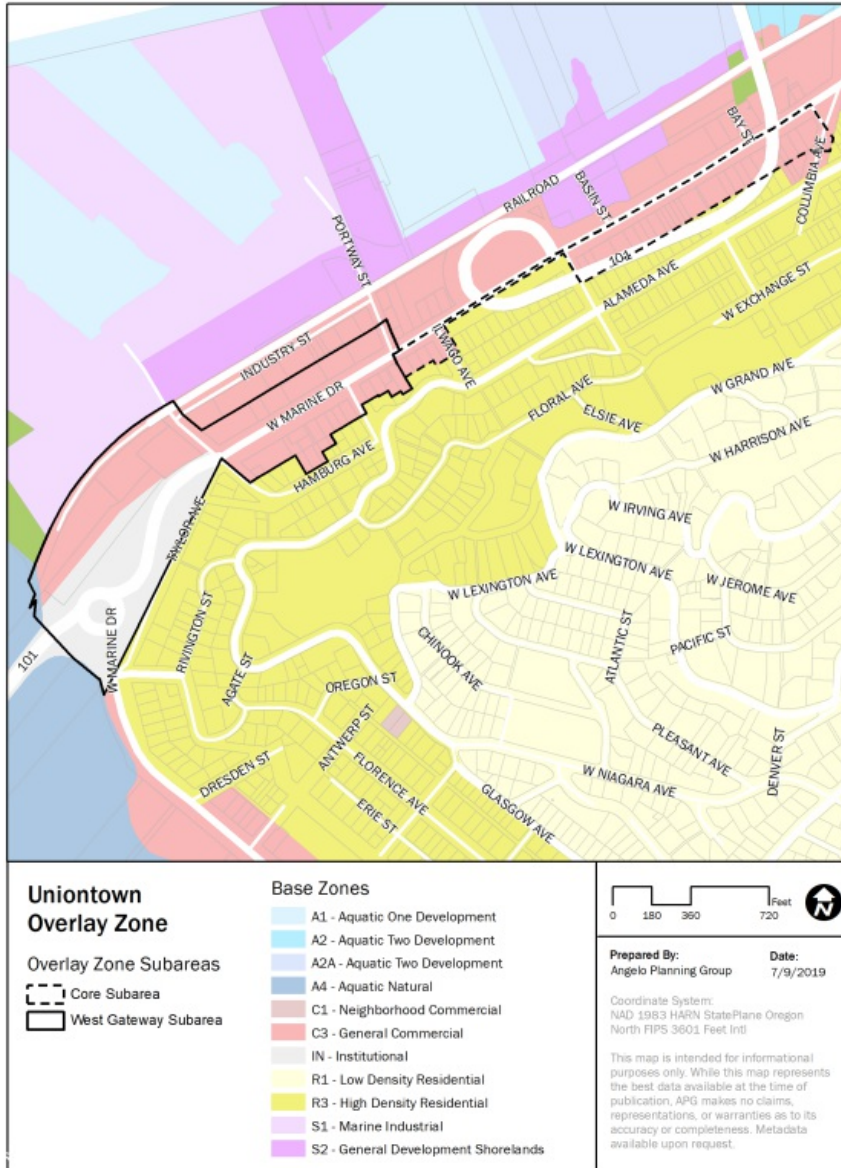 BAY ST
COLUMBIA AVE
RAILROAD
BASIN ST
PORTWAY ST
101
ALAMEDA AVE
W EXCHANGE ST
ILWACO AVE
INDUSTRY ST
W MARINE DR
W GRAND AVE
FLORAL AVE
ELSIE AVE
W HARRISON AVE
HAMBURG AVE
W IRVING AVE
TAYLOR AVE
W LEXINGTON AVE
W LEXINGTON AVE
W JEROME AVE
RIVINGTON ST
ATLANTIC ST
PACIFIC ST
CHINOOK AVE
101
W MARINE DR
AGATE ST
OREGON ST
PLEASANT AVE
DENVER ST
ANTWERP ST
DRESDEN ST
FLORENCE AVE
W NIAGARA AVE
ERIE ST
GLASGOW AVE
Uniontown
Overlay Zone
Overlay Zone Subareas
Core Subarea
West Gateway Subarea
Base Zones
A1 - Aquatic One Development
A2 - Aquatic Two Development
A2A - Aquatic Two Development
A4 - Aquatic Natural
C1 - Neighborhood Commercial
C3 - General Commercial
IN - Institutional
R1 - Low Density Residential
R3 - High Density Residential
S1 - Marine Industrial
S2 - General Development Shorelands
Feet
0 180 360 720
N
Prepared By: Date:
Angelo Planning Group 7/9/2019
Coordinate System:
NAD 1983 HARN StatePlane Oregon
North FIPS 3601 Feet Intl
This map is intended for informational
purposes only. While this map represents
the best data available at the time of
publication, APG makes no claims,
representations, or warranties as to its
accuracy or completeness. Metadata
available upon request.